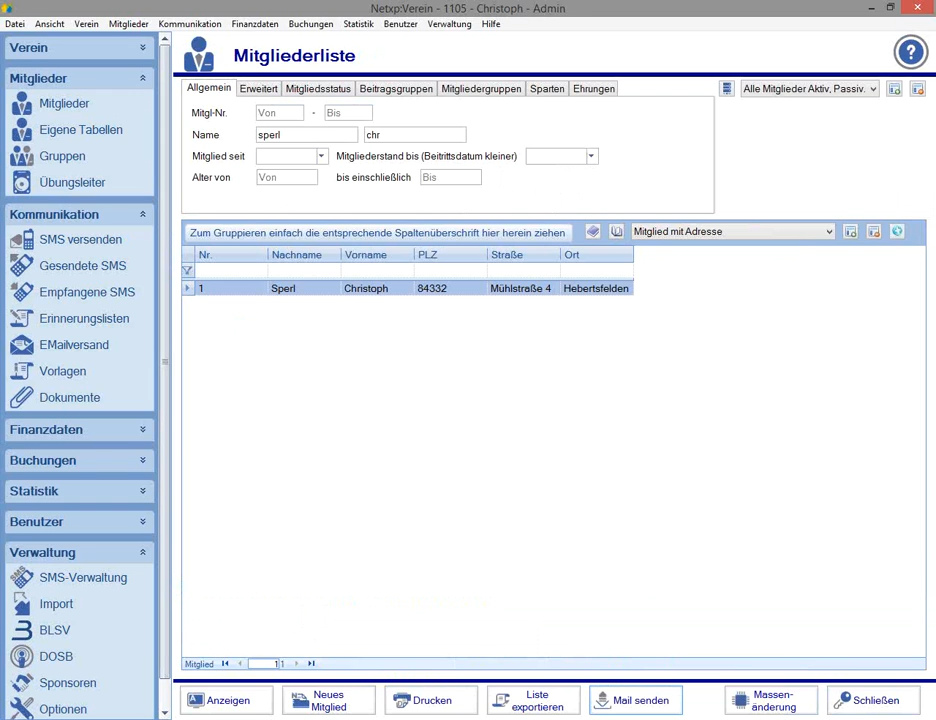 Netxp:Verein - 1105 - Christoph - Admin
Datei Ansicht Verein Mitglieder Kommunikation Finanzdaten Buchungen Statistik Benutzer Verwaltung Hilfe
Verein
Mitglieder
Mitglieder
Eigene Tabellen
Gruppen
Übungsleiter
Kommunikation
SMS versenden
Gesendete SMS
Empfangene SMS
Erinnerungslisten
EMailversand
Vorlagen
Dokumente
Finanzdaten
Buchungen
Statistik
Benutzer
Verwaltung
SMS-Verwaltung
Import
BLSV
DOSB
Sponsoren
Optionen
Mitgliederliste
?
Allgemein Erweitert Mitgliedsstatus Beitragsgruppen Mitgliedergruppen Sparten Ehrungen
Alle Mitglieder Aktiv, Passiv.
Mitgl-Nr. Von - Bis
Name sperl chr
Mitglied seit Mitgliederstand bis (Beitrittsdatum kleiner)
Alter von Von bis einschließlich Bis
Zum Gruppieren einfach die entsprechende Spaltenüberschrift hier herein ziehen
Mitglied mit Adresse
Nr. Nachname Vorname PLZ Straße Ort
1 Sperl Christoph 84332 Mühlstraße 4 Hebertsfelden
Mitglied 1 1
Anzeigen
Neues Mitglied
Drucken
Liste exportieren
Mail senden
Massen-änderung
Schließen